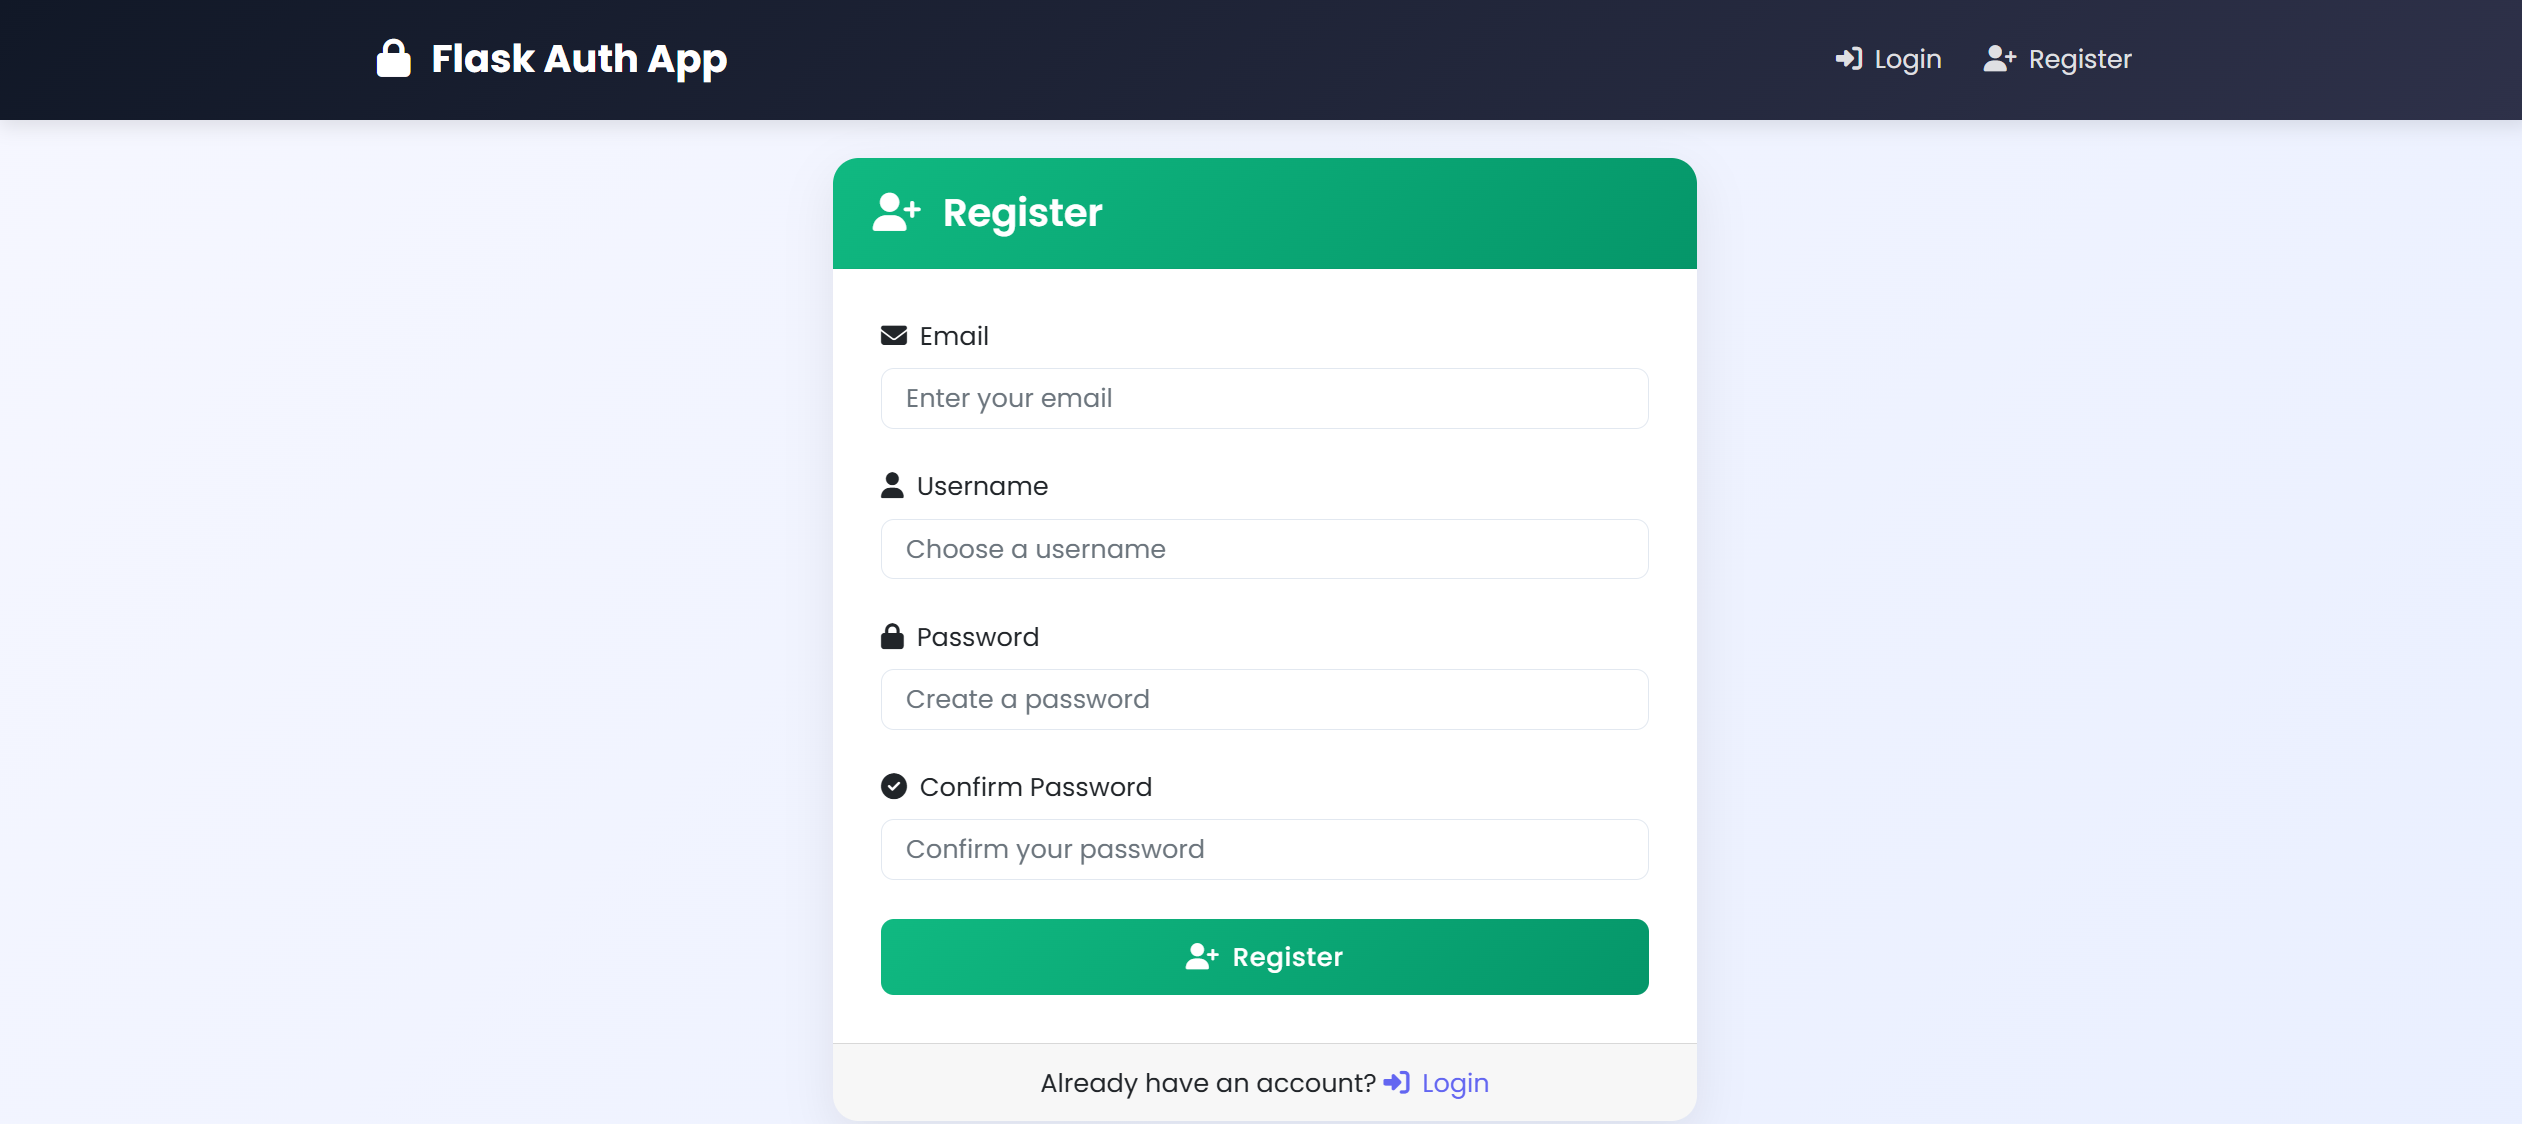 Flask Auth App
Login
Register
Register
Email
Enter your email
Username
Choose a username
Password
Create a password
Confirm Password
Confirm your password
Register
Already have an account? Login